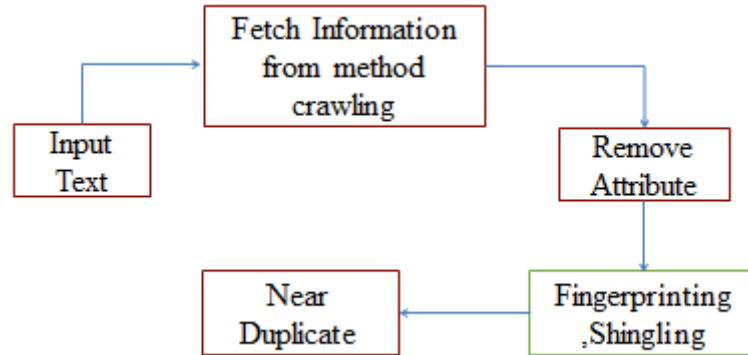 Input
Text
Fetch Information
from method
crawling
Remove
Attribute
Fingerprinting
,Shingling
Near
Duplicate